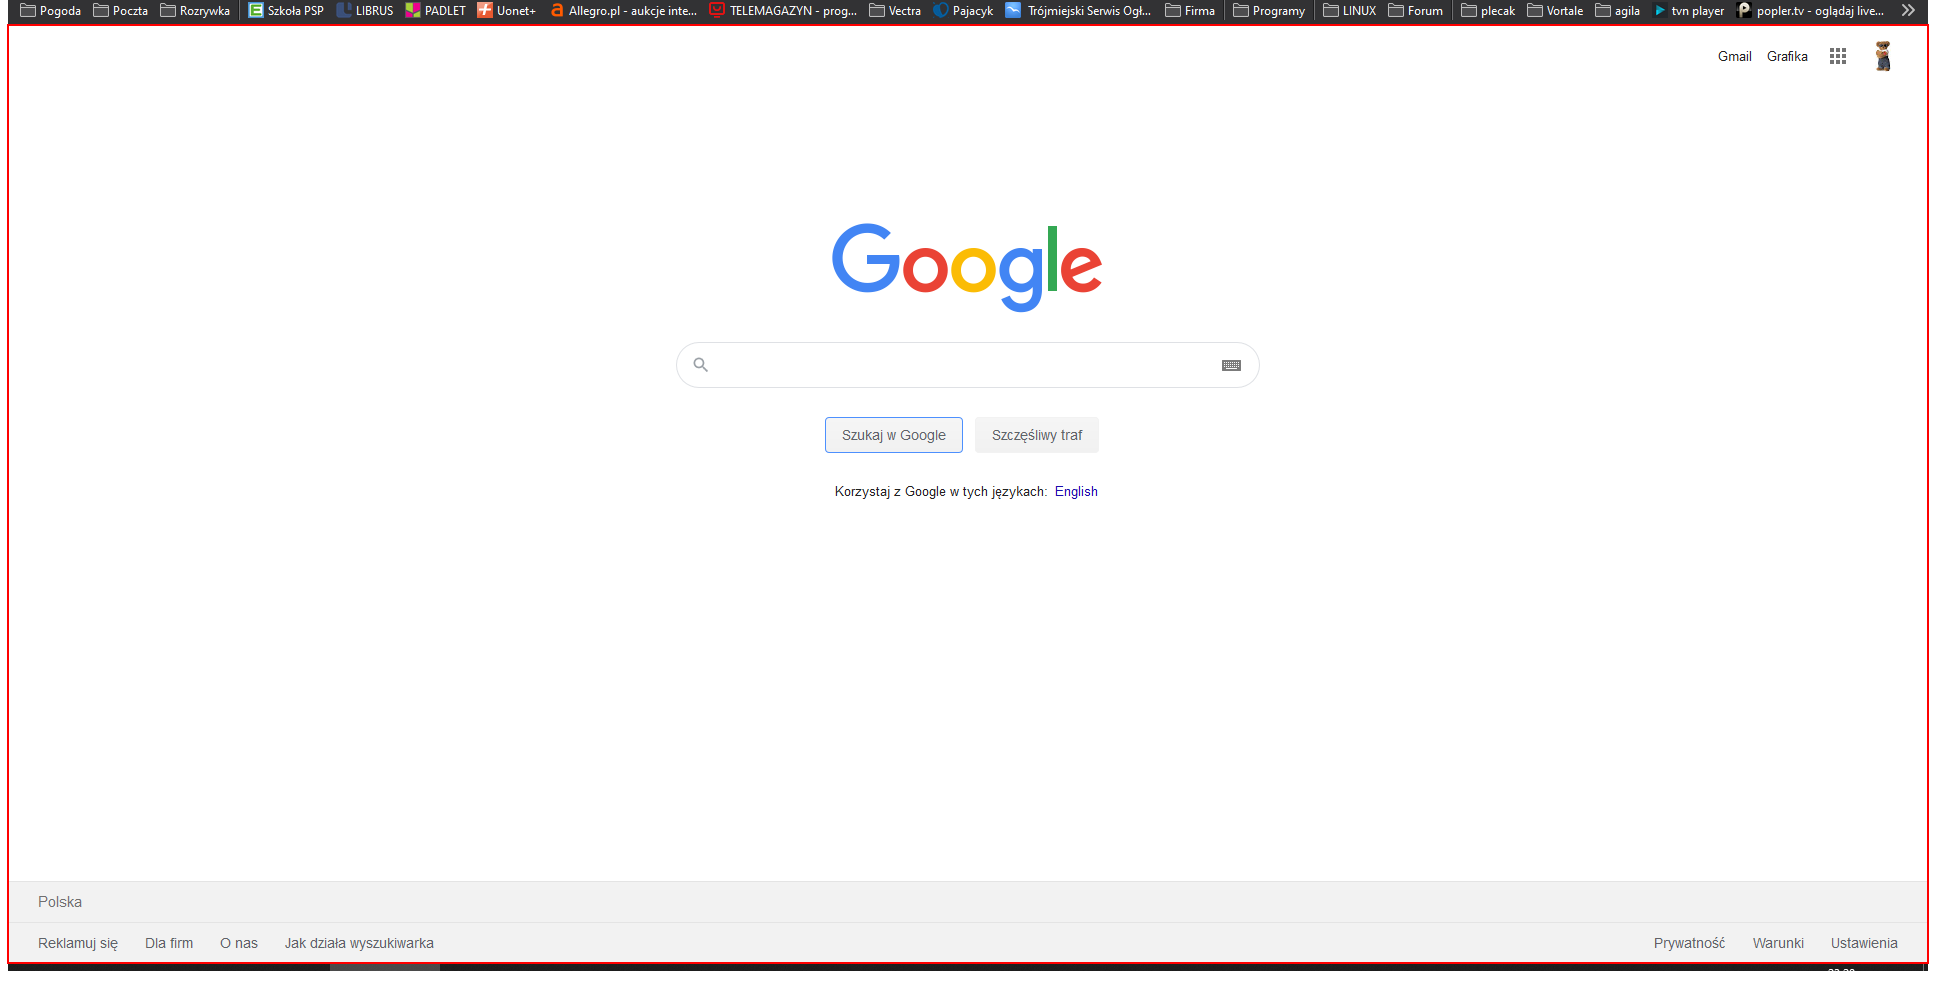 Pogoda Poczta Rozrywka Szkoła PSP LIBRUS PADLET Uonet+ Allegro.pl - aukcje inte... TELEMAGAZYN - prog... Vectra Pajacyk Trójmiejski Serwis Ogł... Firma Programy LINUX Forum plecak Vortale agila tvn player popler.tv - oglądaj live...
Gmail Grafika
Google
Szukaj w Google Szczęśliwy traf
Korzystaj z Google w tych językach: English
Polska
Reklamuj się Dla firm O nas Jak działa wyszukiwarka Prywatność Warunki Ustawienia